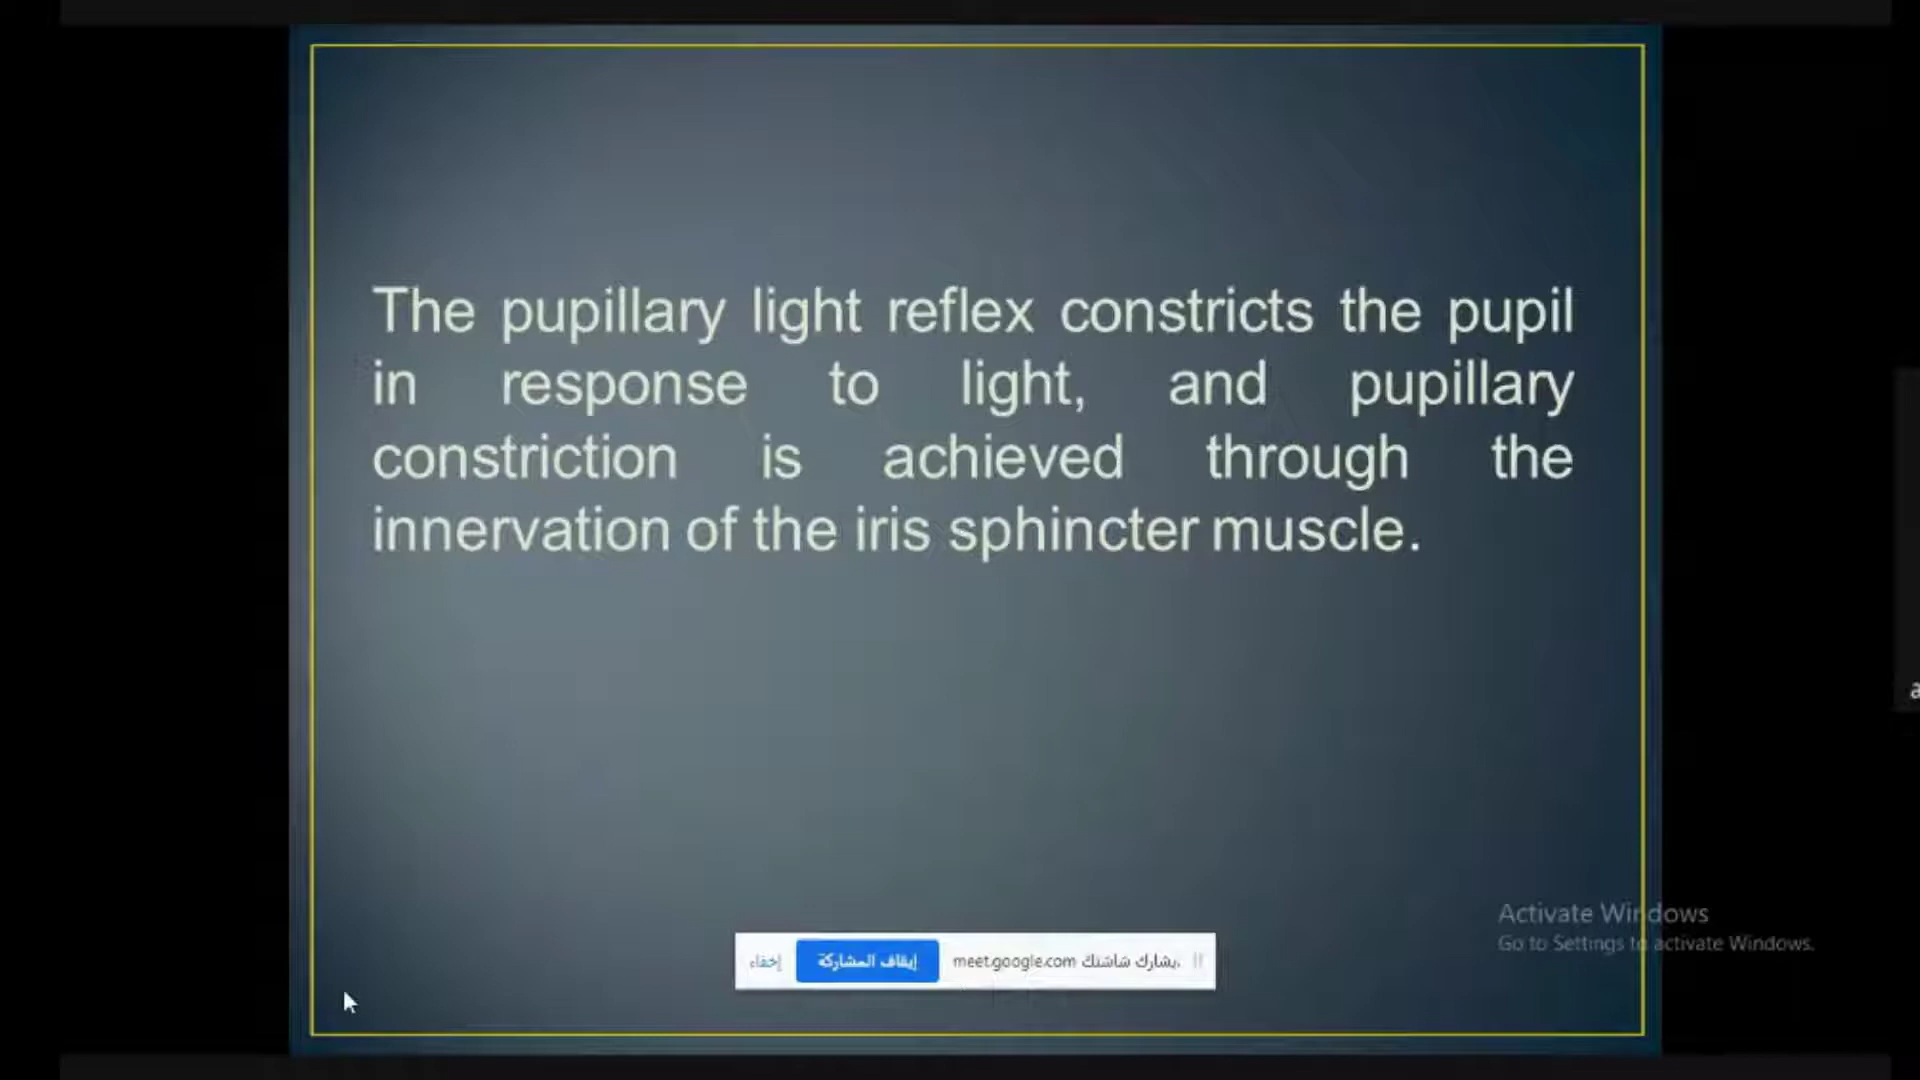 The pupillary light reflex constricts the pupil
in response to light, and pupillary
constriction is achieved through the
innervation of the iris sphincter muscle.
Activate Windows
Go to Settings to activate Windows.
يشارك شاشتك meet.google.com.
إيقاف المشاركة
إخفاء
a